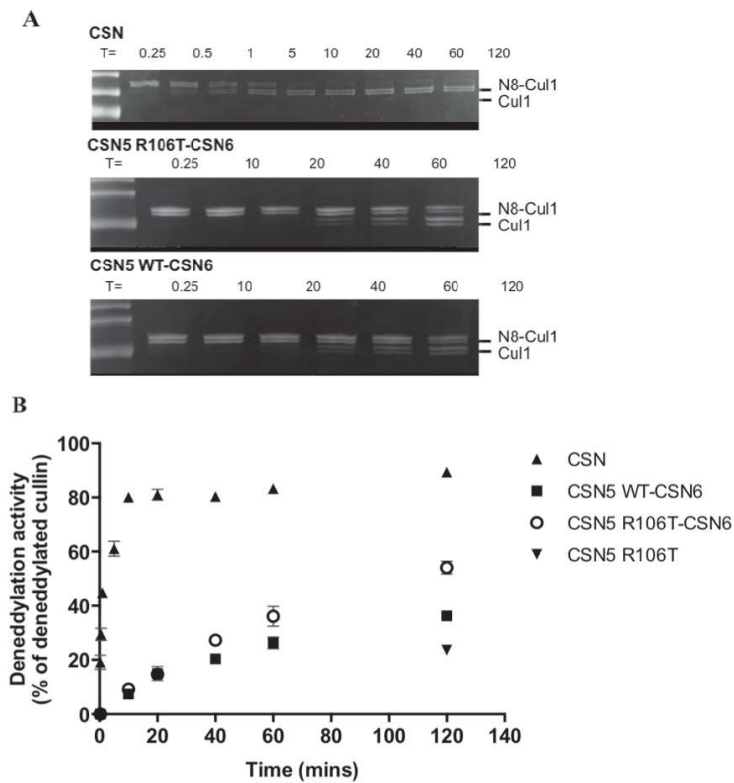 A
CSN
T= 0.25 0.5 1 5 10 20 40 60 120
N8-Cul1
Cul1
CSN5 R106T-CSN6
T= 0.25 10 20 40 60 120
N8-Cul1
Cul1
CSN5 WT-CSN6
T= 0.25 10 20 40 60 120
N8-Cul1
Cul1
B
Deneddylation activity
(% of deneddylated cullin)
100
80
60
40
20
0
0 20 40 60 80 100 120 140
Time (mins)
CSN
CSN5 WT-CSN6
CSN5 R106T-CSN6
CSN5 R106T